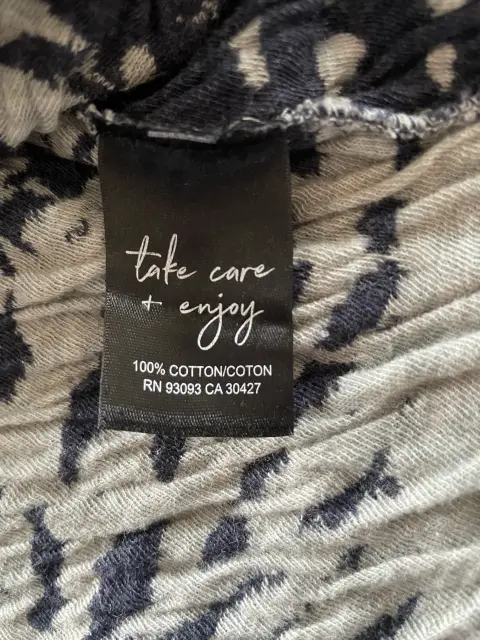 take care
+ enjoy
100% COTTON/COTON
RN 93093 CA 30427